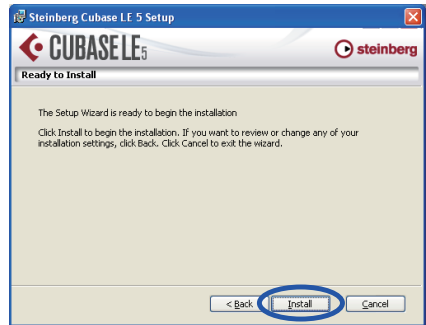 Steinberg Cubase LE 5 Setup
CUBASE LE5
steinberg
Ready to Install
The Setup Wizard is ready to begin the installation
Click Install to begin the installation. If you want to review or change any of your
installation settings, click Back. Click Cancel to exit the wizard.
< Back Install Cancel